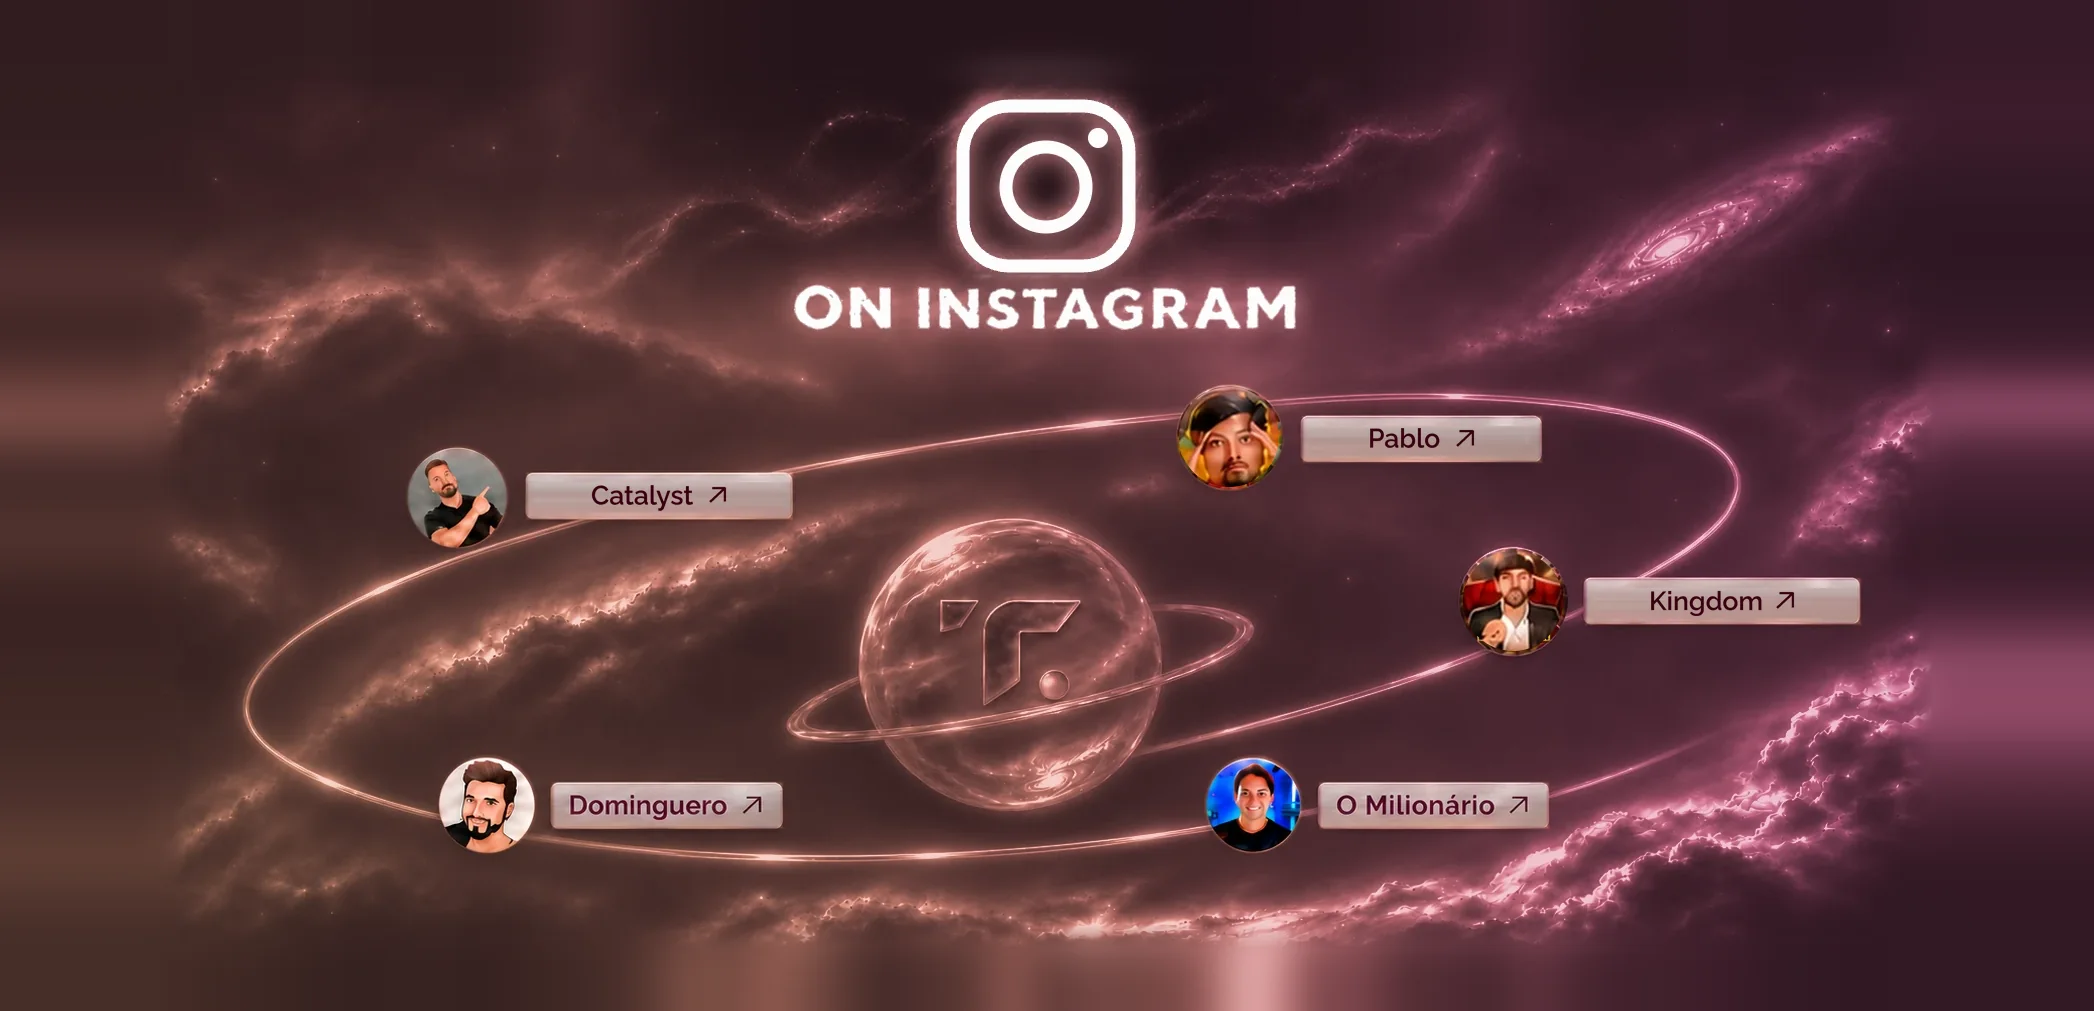 ON INSTAGRAM
Pablo
Catalyst
Kingdom
Dominguero
O Milionário